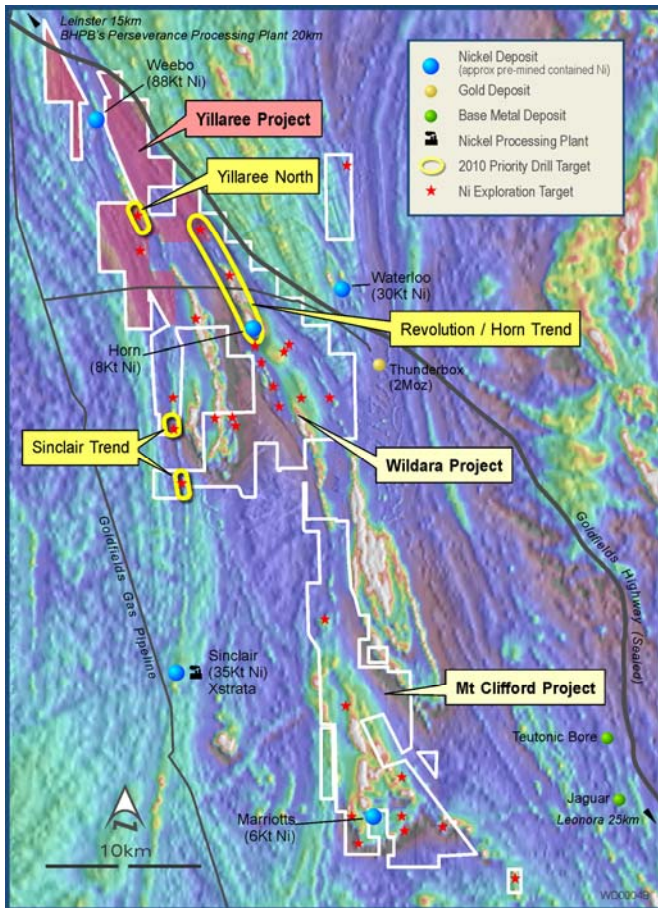 Leinster 15km
BHPB's Perseverance Processing Plant 20km
Weebo
(88Kt Ni)
Yillaree Project
Yillaree North
Nickel Deposit
(approx pre-mined contained Ni)
Gold Deposit
Base Metal Deposit
Nickel Processing Plant
2010 Priority Drill Target
Ni Exploration Target
Waterloo
(30Kt Ni)
Revolution / Horn Trend
Horn
(8Kt Ni)
Thunderbox
(2Moz)
Sinclair Trend
Wildara Project
Goldfields Gas Pipeline
Goldfields Highway (Sealed)
Sinclair
(35Kt Ni)
Xstrata
Mt Clifford Project
Teutonic Bore
Jaguar
Leonora 25km
Marriotts
(6Kt Ni)
N
10km
WD00049